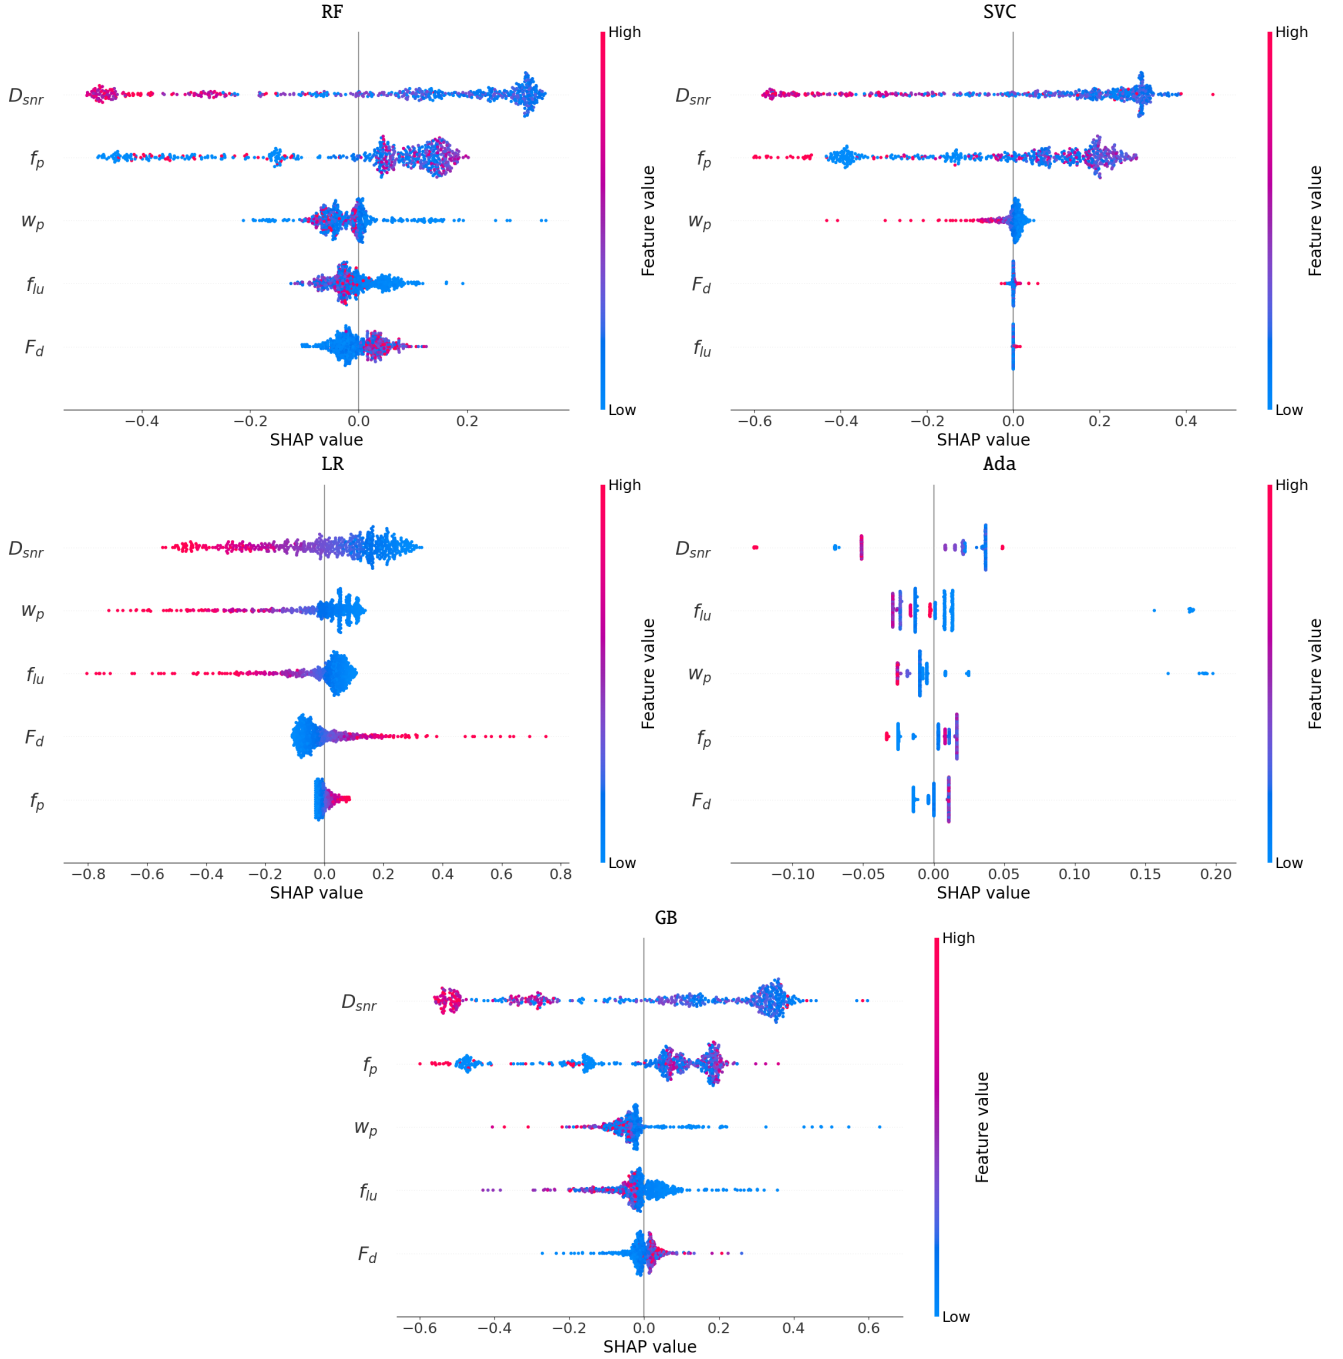 RF
High
D_snr
f_p
w_p
f_lu
F_d
Feature value
Low
−0.4 −0.2 0.0 0.2
SHAP value
SVC
High
D_snr
f_p
w_p
F_d
f_lu
Feature value
Low
−0.6 −0.4 −0.2 0.0 0.2 0.4
SHAP value
LR
High
D_snr
w_p
f_lu
F_d
f_p
Feature value
Low
−0.8 −0.6 −0.4 −0.2 0.0 0.2 0.4 0.6 0.8
SHAP value
Ada
High
D_snr
f_lu
w_p
f_p
F_d
Feature value
Low
−0.10 −0.05 0.00 0.05 0.10 0.15 0.20
SHAP value
GB
High
D_snr
f_p
w_p
f_lu
F_d
Feature value
Low
−0.6 −0.4 −0.2 0.0 0.2 0.4 0.6
SHAP value